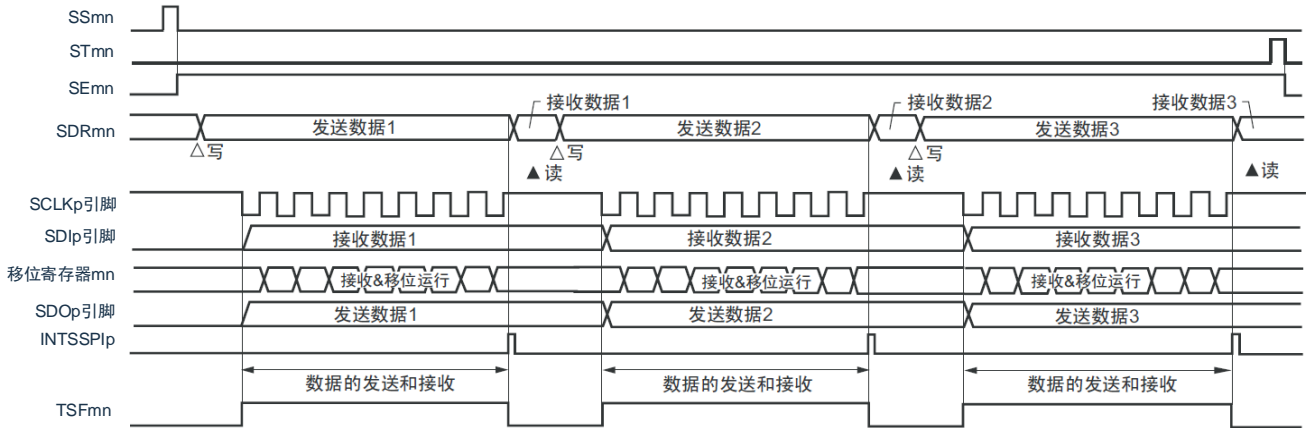 SSmn
STmn
SEmn
接收数据1 接收数据2 接收数据3
SDRmn 发送数据1 发送数据2 发送数据3
△写 △写 △写
▲读 ▲读 ▲读
SCLKp引脚
SDIp引脚 接收数据1 接收数据2 接收数据3
移位寄存器mn 接收&移位运行 接收&移位运行 接收&移位运行
SDOp引脚 发送数据1 发送数据2 发送数据3
INTSSPIp
数据的发送和接收 数据的发送和接收 数据的发送和接收
TSFmn